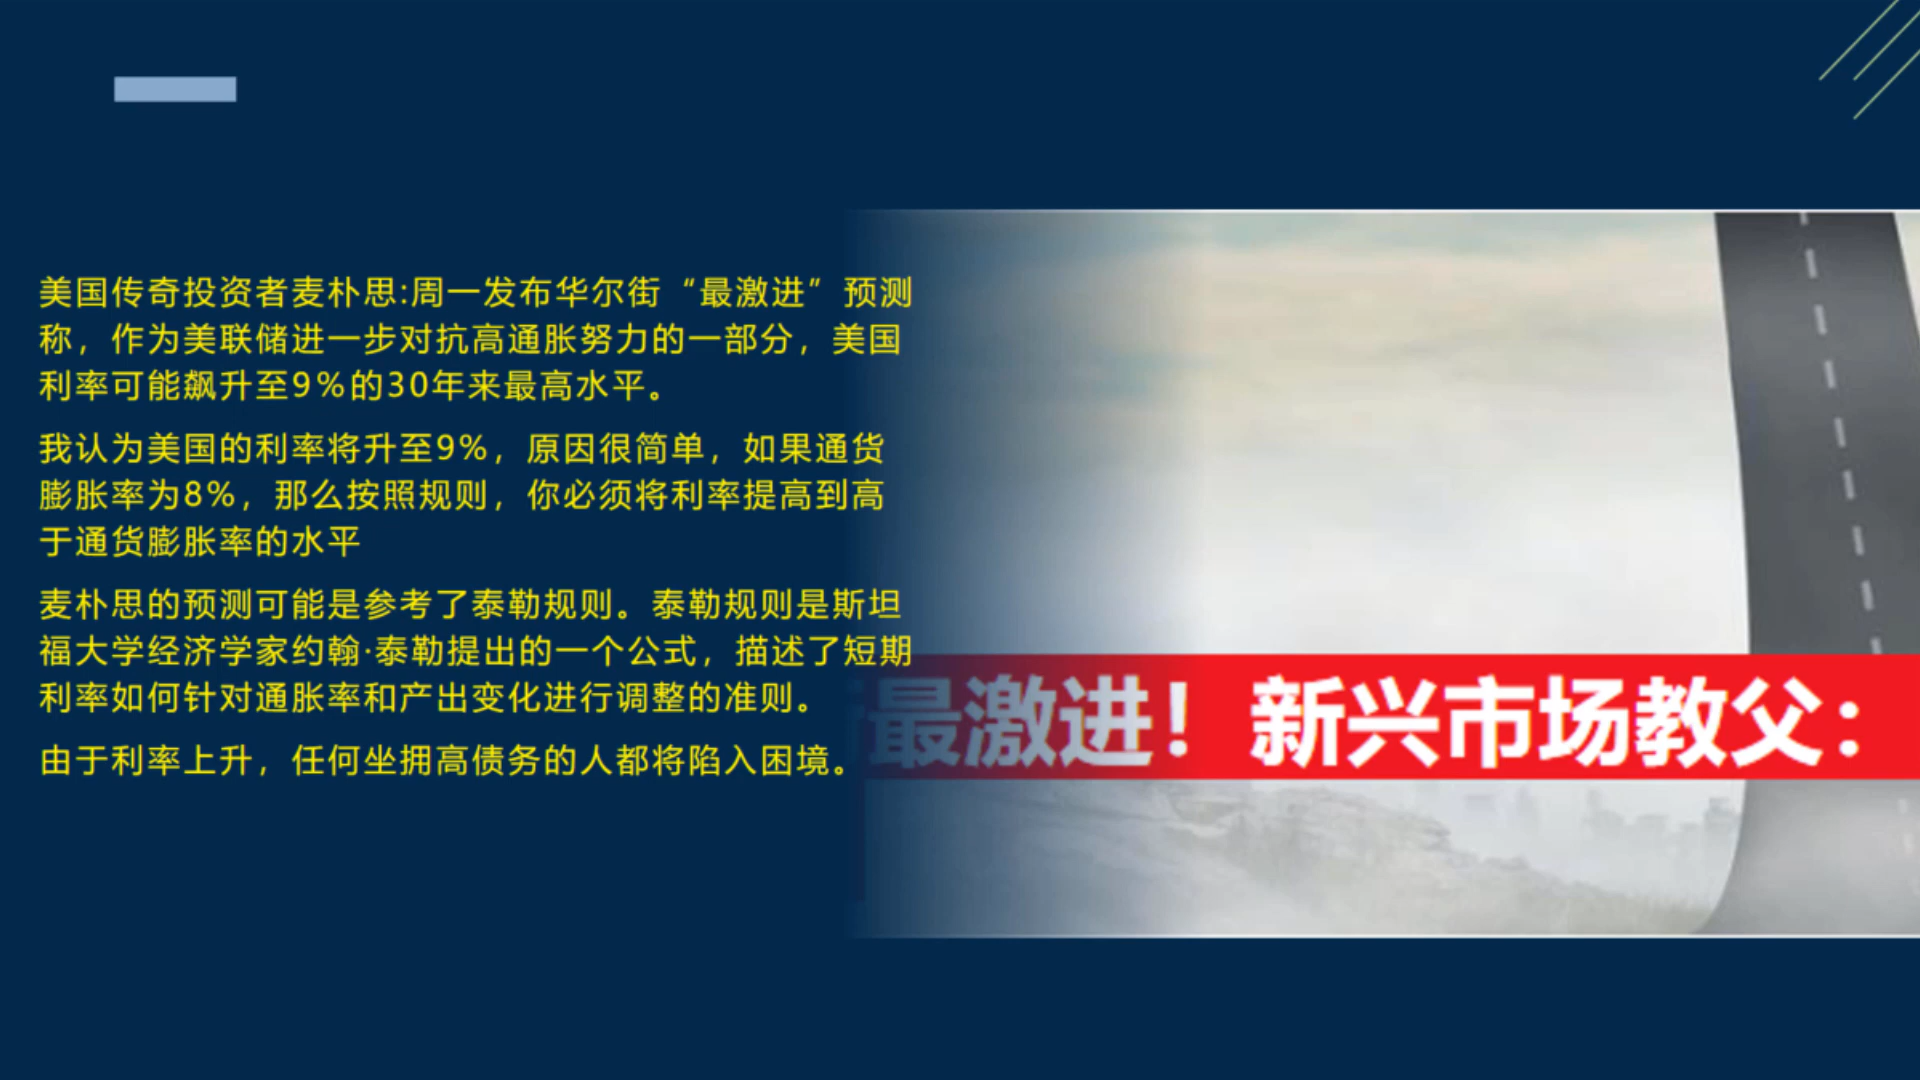 美国传奇投资者麦朴思:周一发布华尔街“最激进”预测
称，作为美联储进一步对抗高通胀努力的一部分，美国
利率可能飙升至9%的30年来最高水平。
我认为美国的利率将升至9%，原因很简单，如果通货
膨胀率为8%，那么按照规则，你必须将利率提高到高
于通货膨胀率的水平
麦朴思的预测可能是参考了泰勒规则。泰勒规则是斯坦
福大学经济学家约翰·泰勒提出的一个公式，描述了短期
利率如何针对通胀率和产出变化进行调整的准则。
由于利率上升，任何坐拥高债务的人都将陷入困境。
最激进！新兴市场教父：